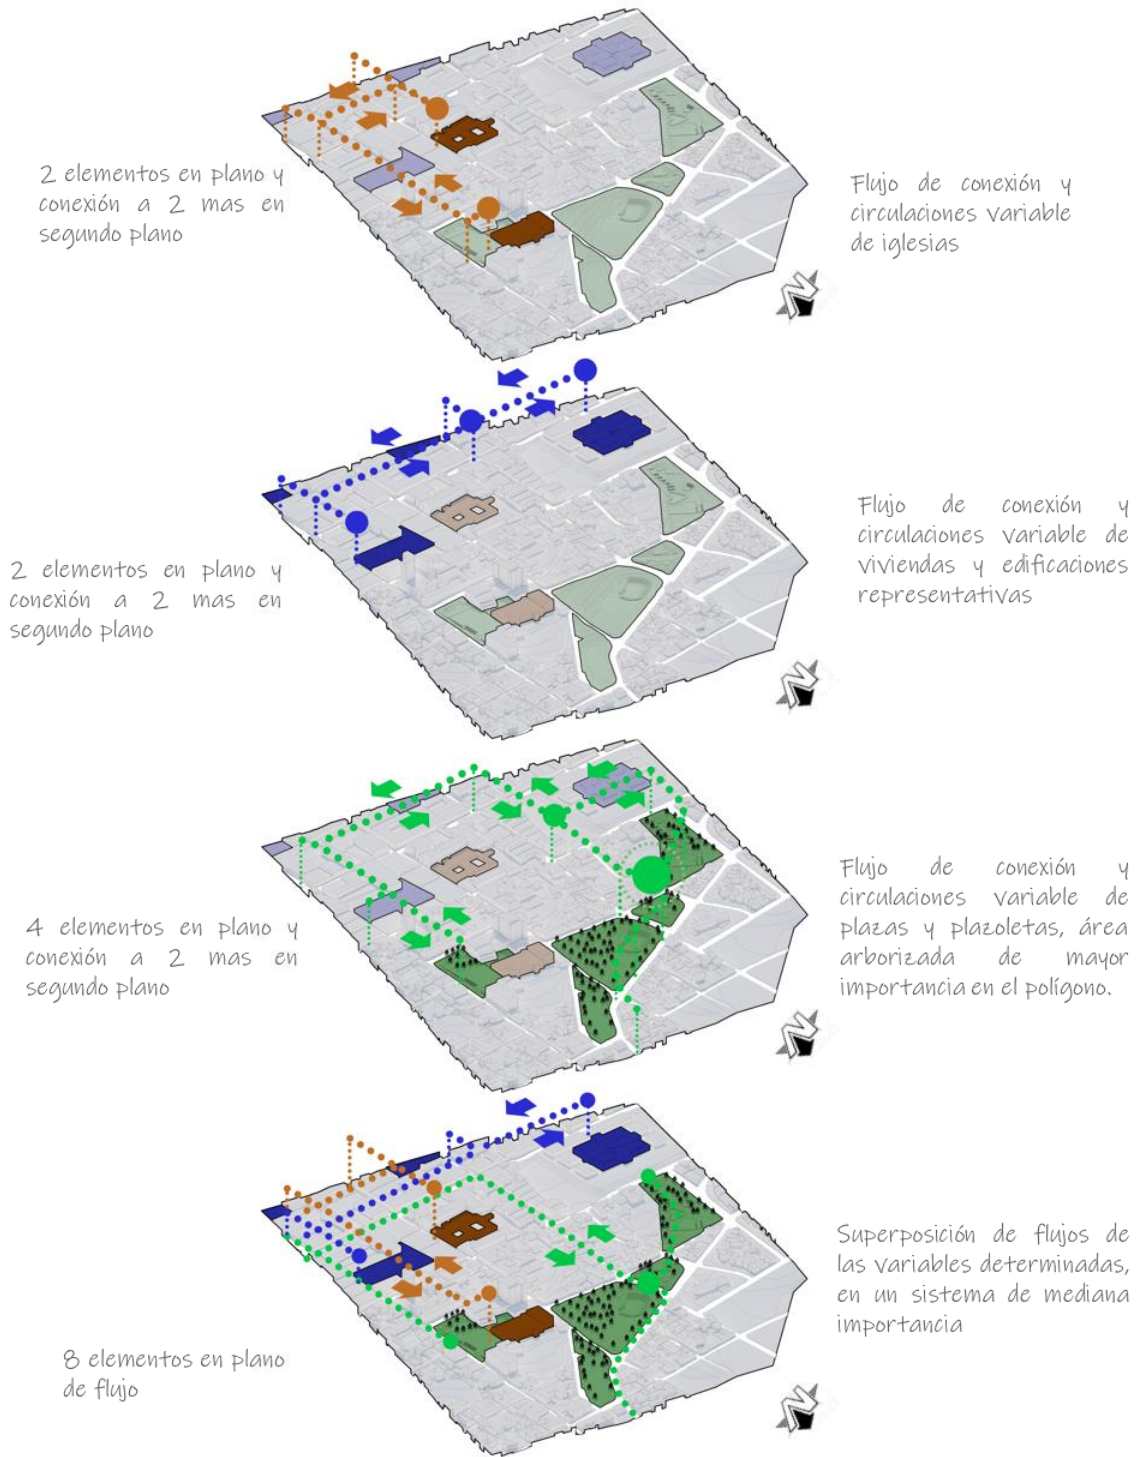 2 elementos en plano y
conexión a 2 mas en
segundo plano
Flujo de conexión y
circulaciones variable
de iglesias
2 elementos en plano y
conexión a 2 mas en
segundo plano
Flujo de conexión y
circulaciones variable de
viviendas y edificaciones
representativas
4 elementos en plano y
conexión a 2 mas en
segundo plano
Flujo de conexión y
circulaciones variable de
plazas y plazoletas, área
arborizada de mayor
importancia en el polígono.
8 elementos en plano
de flujo
Superposición de flujos de
las variables determinadas,
en un sistema de mediana
importancia